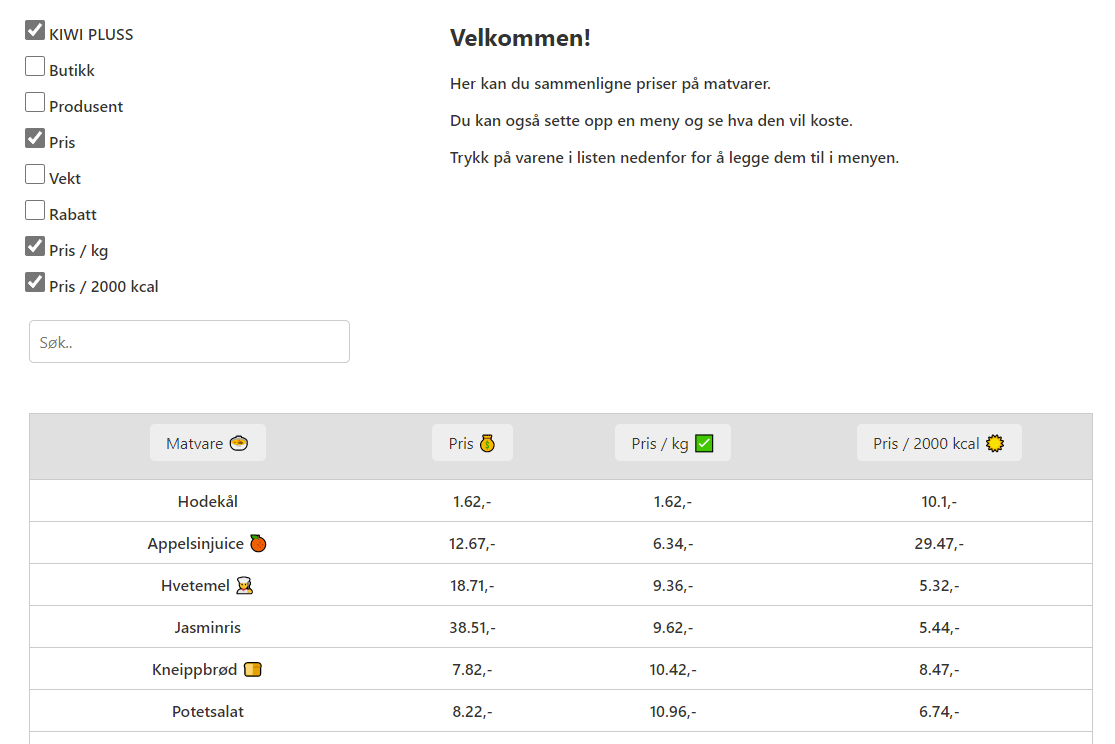 KIWI PLUSS
Butikk
Produsent
Pris
Vekt
Rabatt
Pris / kg
Pris / 2000 kcal
Søk..
Velkommen!
Her kan du sammenligne priser på matvarer.
Du kan også sette opp en meny og se hva den vil koste.
Trykk på varene i listen nedenfor for å legge dem til i menyen.
Matvare Pris Pris / kg Pris / 2000 kcal
Hodekål 1.62,- 1.62,- 10.1,-
Appelsinjuice 12.67,- 6.34,- 29.47,-
Hvetemel 18.71,- 9.36,- 5.32,-
Jasminris 38.51,- 9.62,- 5.44,-
Kneippbrød 7.82,- 10.42,- 8.47,-
Potetsalat 8.22,- 10.96,- 6.74,-